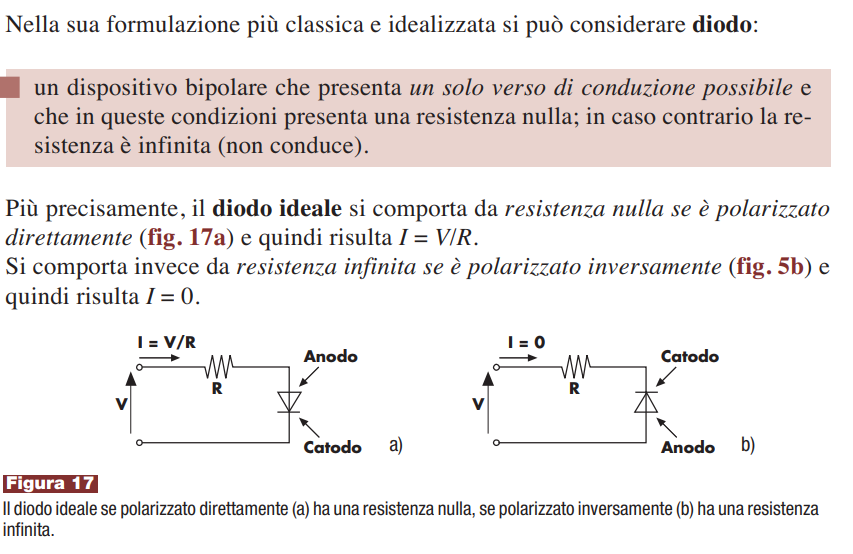 Nella sua formulazione più classica e idealizzata si può considerare diodo:
un dispositivo bipolare che presenta un solo verso di conduzione possibile e
che in queste condizioni presenta una resistenza nulla; in caso contrario la re-
sistenza è infinita (non conduce).
Più precisamente, il diodo ideale si comporta da resistenza nulla se è polarizzato
direttamente (fig. 17a) e quindi risulta I = V/R.
Si comporta invece da resistenza infinita se è polarizzato inversamente (fig. 5b) e
quindi risulta I = 0.
I = V/R
Anodo
R
V
Catodo
a)
I = 0
Catodo
R
V
Anodo
b)
Figura 17
Il diodo ideale se polarizzato direttamente (a) ha una resistenza nulla, se polarizzato inversamente (b) ha una resistenza
infinita.